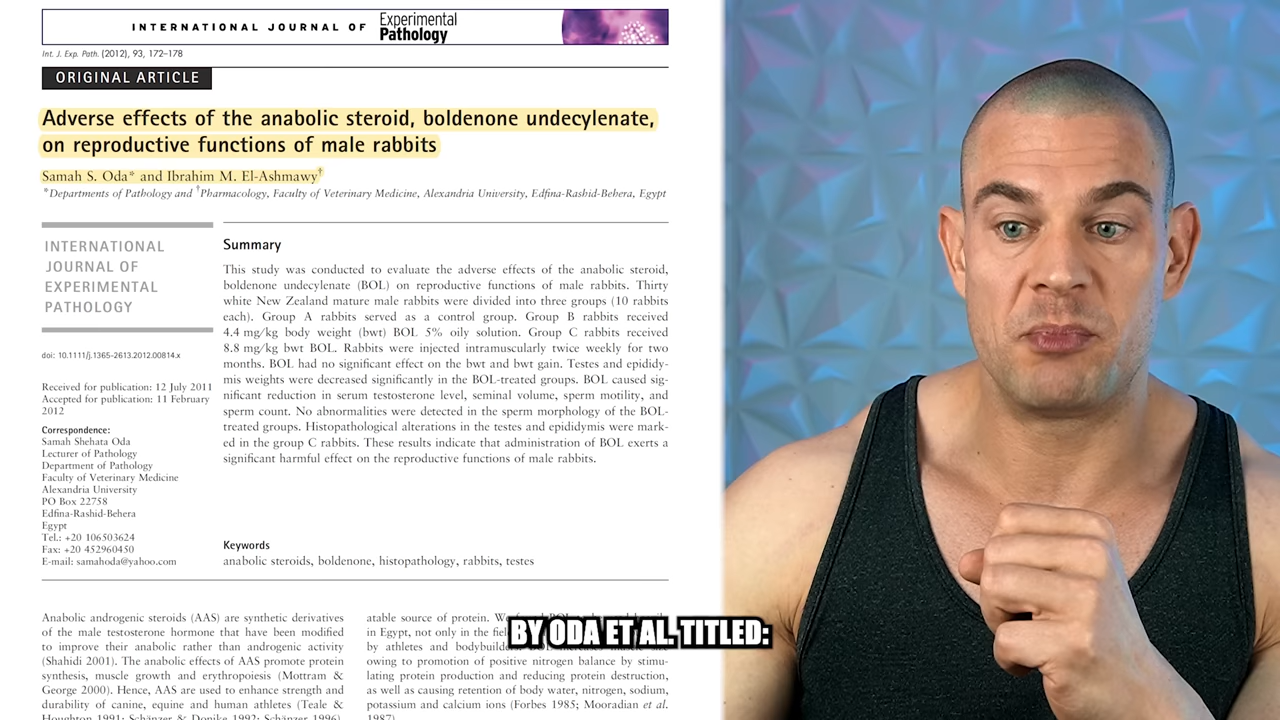 INTERNATIONAL JOURNAL OF Experimental Pathology
Int. J. Exp. Path. (2012), 93, 172–178
ORIGINAL ARTICLE
Adverse effects of the anabolic steroid, boldenone undecylenate,
on reproductive functions of male rabbits
Samah S. Oda* and Ibrahim M. El-Ashmawy†
*Departments of Pathology and †Pharmacology, Faculty of Veterinary Medicine, Alexandria University, Edfina-Rashid-Behera, Egypt
INTERNATIONAL
JOURNAL OF
EXPERIMENTAL
PATHOLOGY
doi: 10.1111/j.1365-2613.2012.00814.x
Received for publication: 12 July 2011
Accepted for publication: 11 February
2012
Correspondence:
Samah Shehata Oda
Lecturer of Pathology
Department of Pathology
Faculty of Veterinary Medicine
Alexandria University
PO Box 22758
Edfina-Rashid-Behera
Egypt
Tel.: +20 106503624
Fax: +20 452960450
E-mail: samahoda@yahoo.com
Summary
This study was conducted to evaluate the adverse effects of the anabolic steroid,
boldenone undecylenate (BOL) on reproductive functions of male rabbits. Thirty
white New Zealand mature male rabbits were divided into three groups (10 rabbits
each). Group A rabbits served as a control group. Group B rabbits received
4.4 mg/kg body weight (bwt) BOL 5% oily solution. Group C rabbits received
8.8 mg/kg bwt BOL. Rabbits were injected intramuscularly twice weekly for two
months. BOL had no significant effect on the bwt and bwt gain. Testes and epididy-
mis weights were decreased significantly in the BOL-treated groups. BOL caused sig-
nificant reduction in serum testosterone level, seminal volume, sperm motility, and
sperm count. No abnormalities were detected in the sperm morphology of the BOL-
treated groups. Histopathological alterations in the testes and epididymis were mark-
ed in the group C rabbits. These results indicate that administration of BOL exerts a
significant harmful effect on the reproductive functions of male rabbits.
Keywords
anabolic steroids, boldenone, histopathology, rabbits, testes
Anabolic androgenic steroids (AAS) are synthetic derivatives
of the male testosterone hormone that have been modified
to improve their anabolic rather than androgenic activity
(Shahidi 2001). The anabolic effects of AAS promote protein
synthesis, muscle growth and erythropoiesis (Mottram &
George 2000). Hence, AAS are used to enhance strength and
durability of canine, equine and human athletes (Teale &
Houghton 1991; Schänzer & Donike 1992; Schänzer 1996).
atable source of protein.
in Egypt, not only in the
by athletes and
owing to promotion of positive nitrogen balance by stimu-
lating protein production and reducing protein destruction,
as well as causing retention of body water, nitrogen, sodium,
potassium and calcium ions (Forbes 1985; Mooradian et al.
1987).
BY ODA ET AL. TITLED: